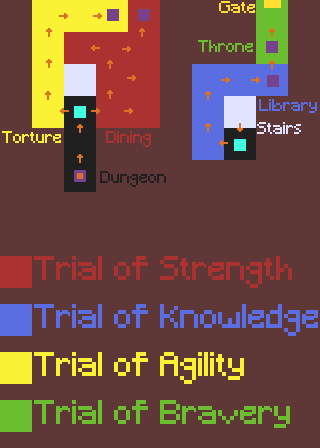 Gate
Throne
Library
Stairs
Torture
Dining
Dungeon
Trial of Strength
Trial of Knowledge
Trial of Agility
Trial of Bravery